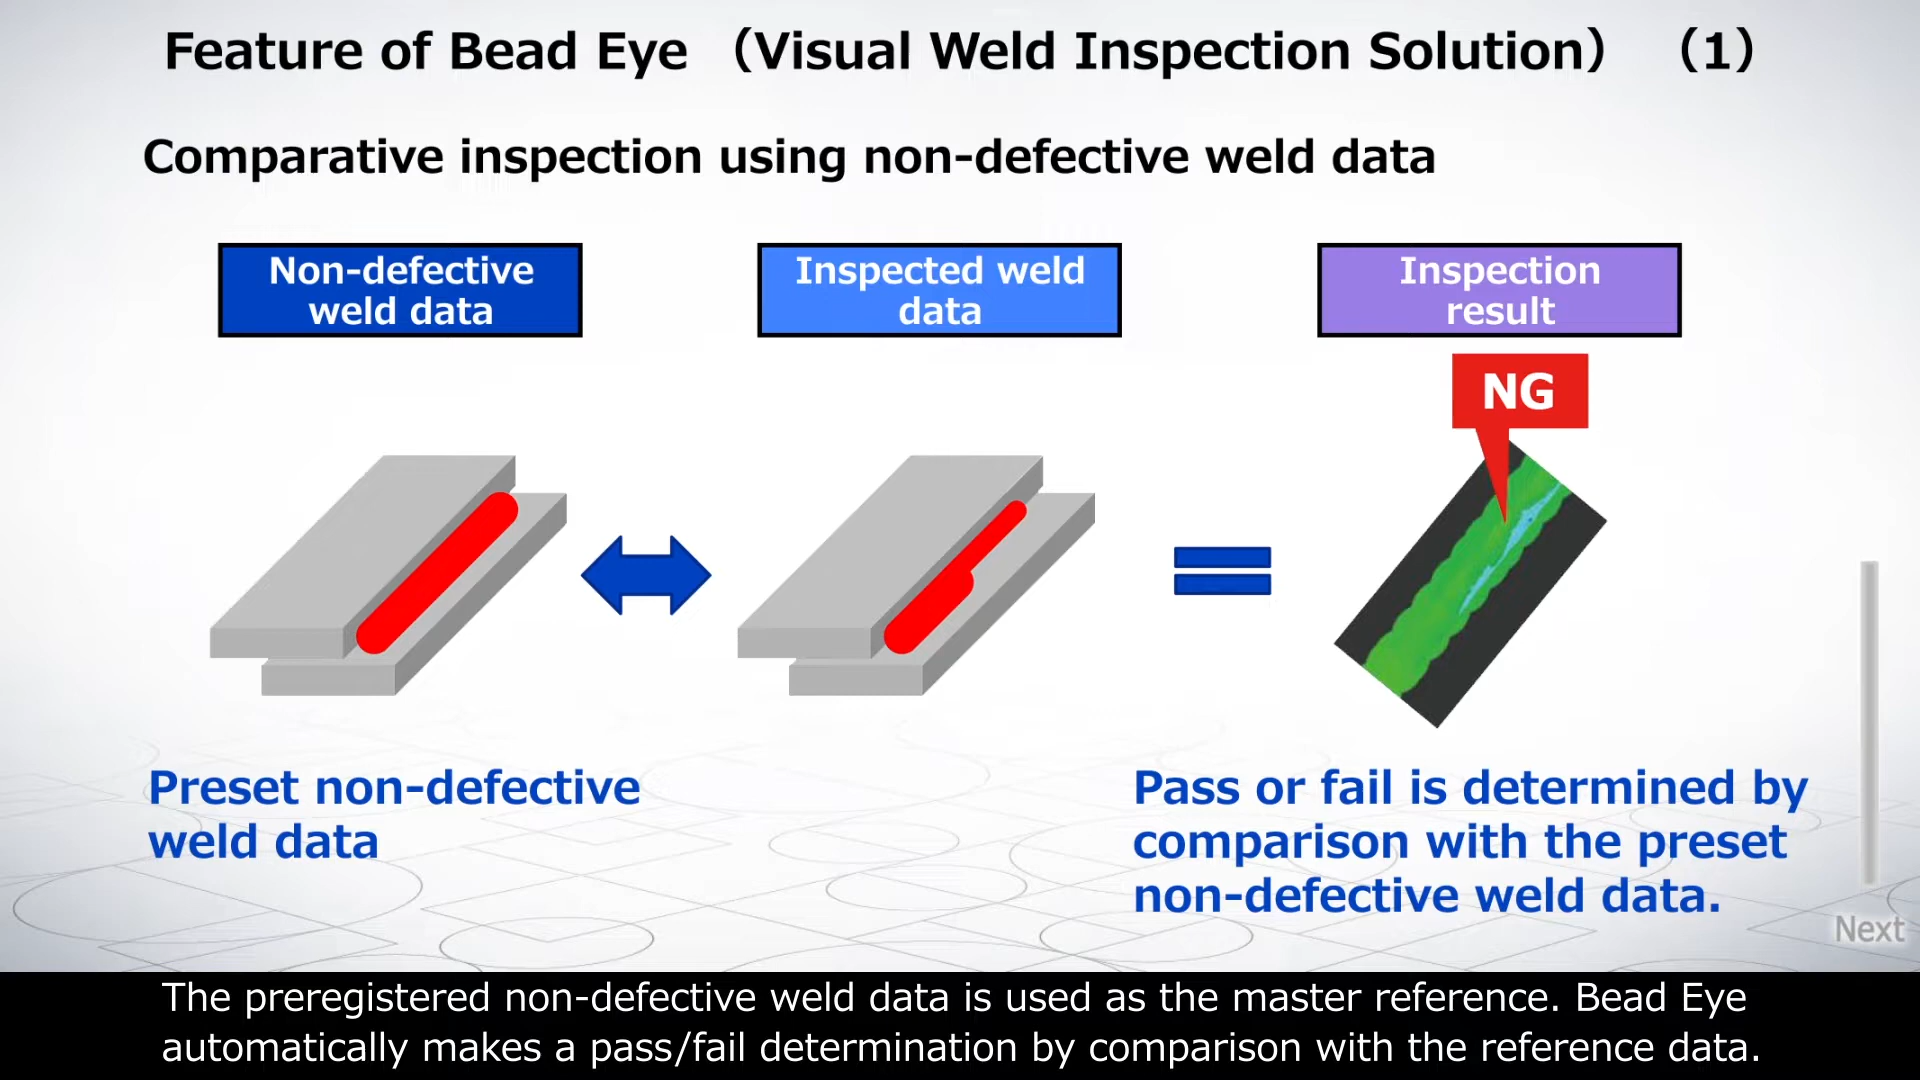 Feature of Bead Eye （Visual Weld Inspection Solution） （1）
Comparative inspection using non-defective weld data
Non-defective
weld data
Inspected weld
data
Inspection
result
NG
Preset non-defective
weld data
Pass or fail is determined by
comparison with the preset
non-defective weld data.
Next
The preregistered non-defective weld data is used as the master reference. Bead Eye
automatically makes a pass/fail determination by comparison with the reference data.